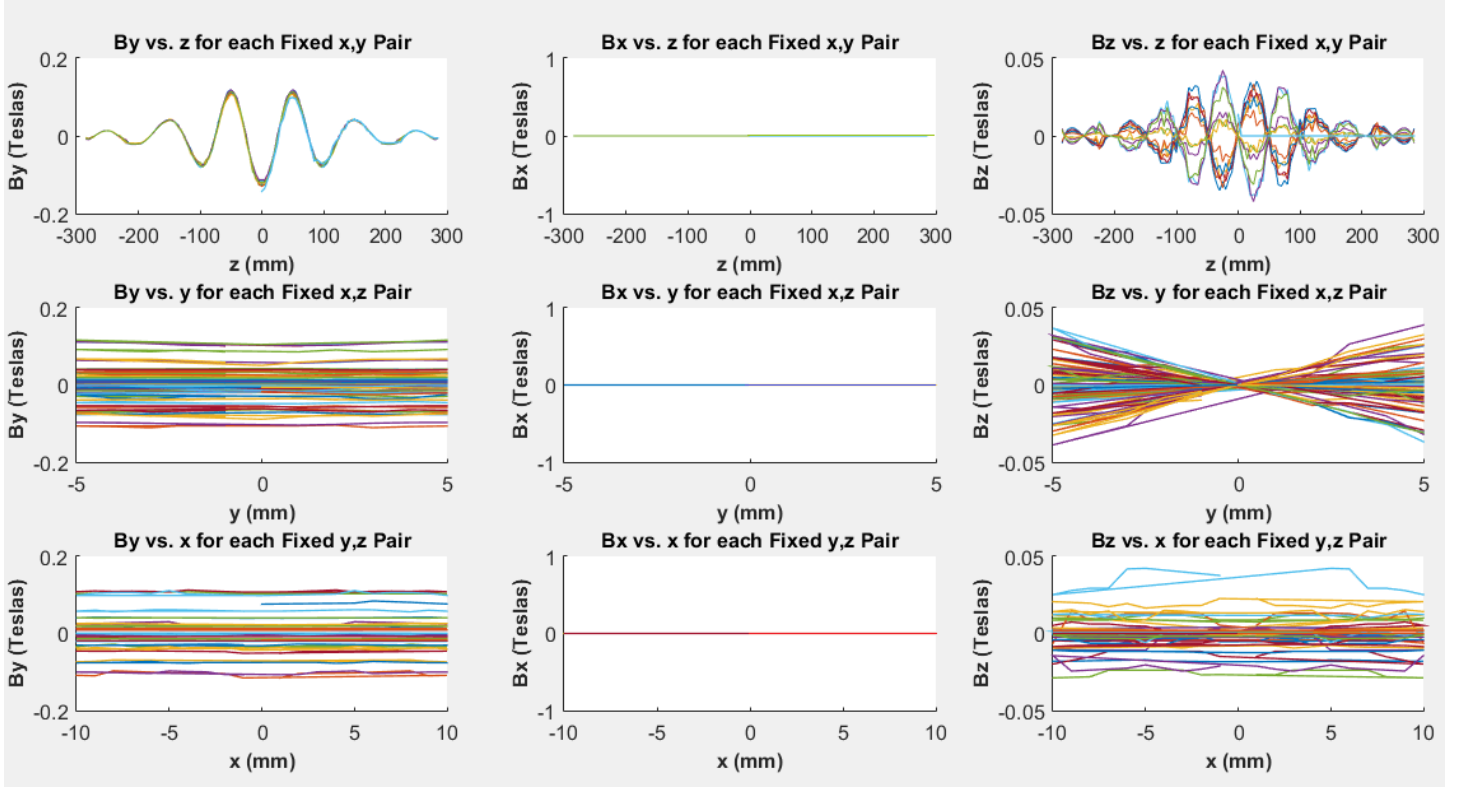 By vs. z for each Fixed x,y Pair
0.2
0
-0.2
By (Teslas)
-300 -200 -100 0 100 200 300
z (mm)
Bx vs. z for each Fixed x,y Pair
1
0
-1
Bx (Teslas)
-300 -200 -100 0 100 200 300
z (mm)
Bz vs. z for each Fixed x,y Pair
0.05
0
-0.05
Bz (Teslas)
-300 -200 -100 0 100 200 300
z (mm)
By vs. y for each Fixed x,z Pair
0.2
0
-0.2
By (Teslas)
-5 0 5
y (mm)
Bx vs. y for each Fixed x,z Pair
1
0
-1
Bx (Teslas)
-5 0 5
y (mm)
Bz vs. y for each Fixed x,z Pair
0.05
0
-0.05
Bz (Teslas)
-5 0 5
y (mm)
By vs. x for each Fixed y,z Pair
0.2
0
-0.2
By (Teslas)
-10 -5 0 5 10
x (mm)
Bx vs. x for each Fixed y,z Pair
1
0
-1
Bx (Teslas)
-10 -5 0 5 10
x (mm)
Bz vs. x for each Fixed y,z Pair
0.05
0
-0.05
Bz (Teslas)
-10 -5 0 5 10
x (mm)